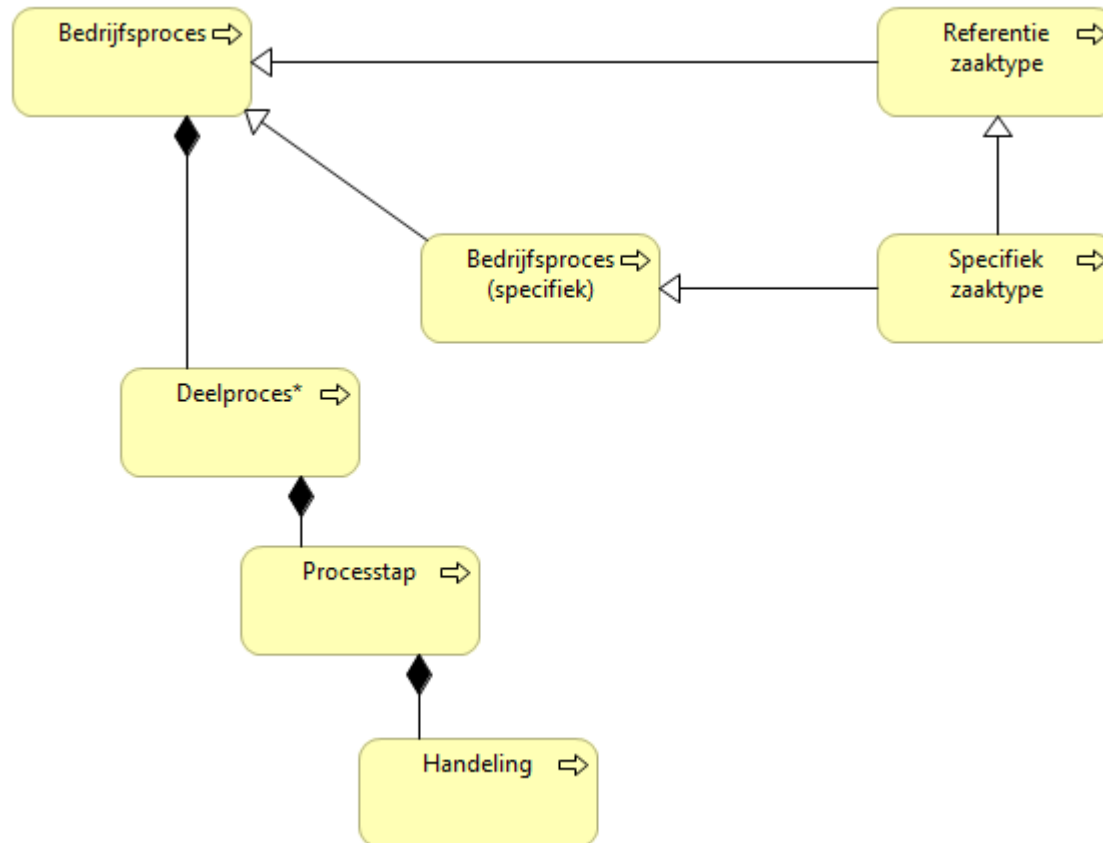 Bedrijfsproces
Referentie
zaaktype
Bedrijfsproces
(specifiek)
Specifiek
zaaktype
Deelproces*
Processtap
Handeling